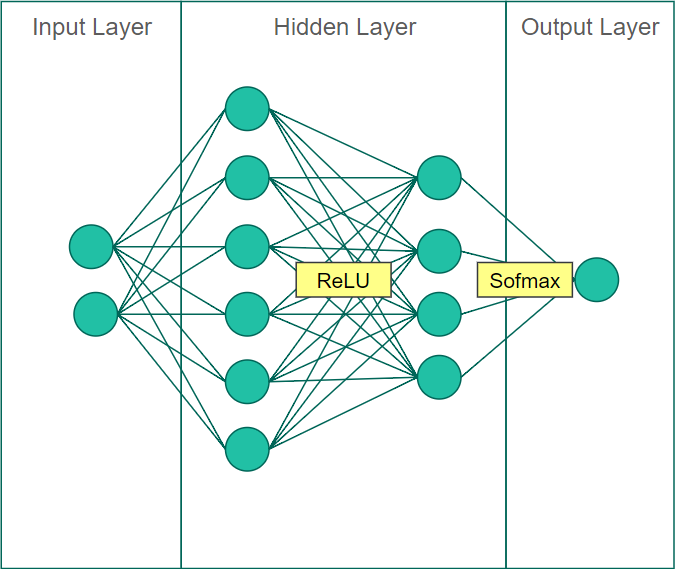 Input Layer
Hidden Layer
Output Layer
ReLU
Sofmax